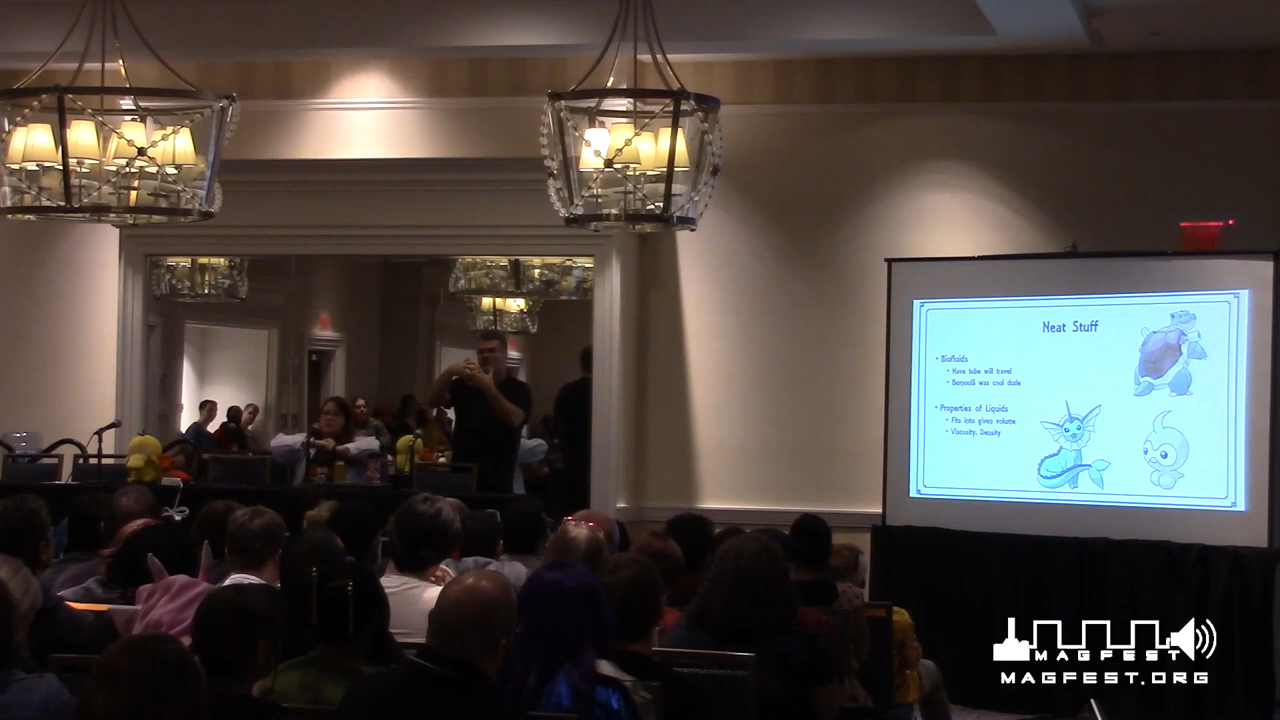 Neat Stuff
• Biofluids
• Have tube will travel
• Bernoulli was cool dude
• Properties of Liquids
• Fits into given volume
• Viscosity, Density
MAGFEST
MAGFEST.ORG